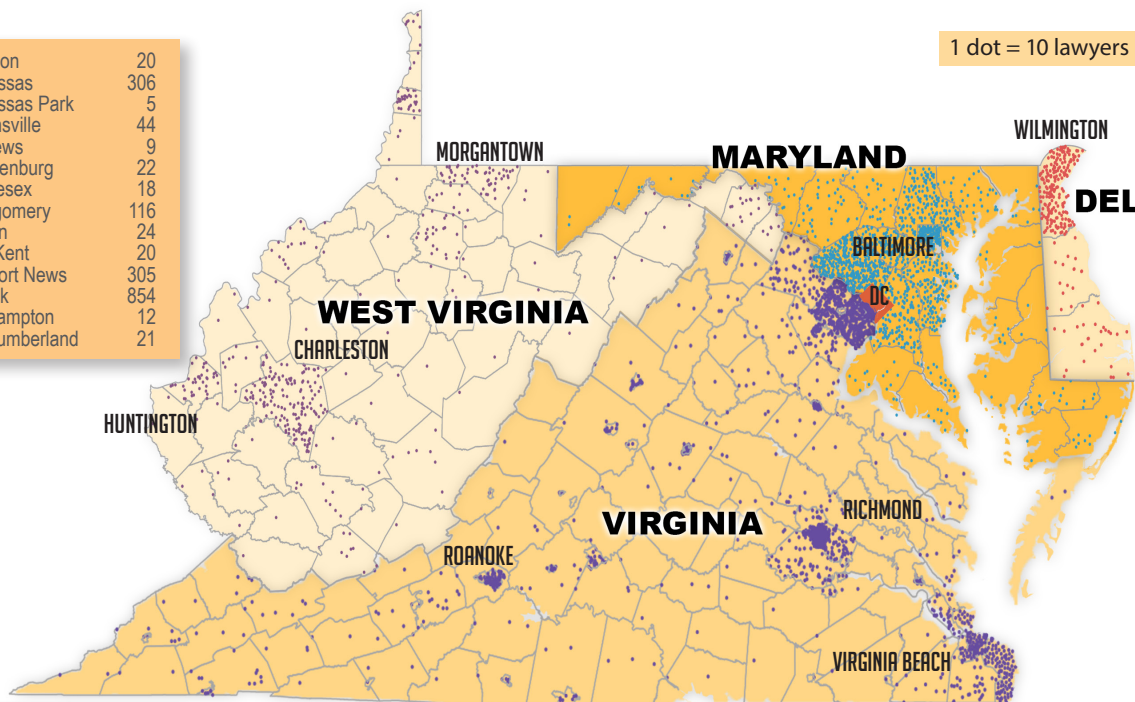 on 20
ssas 306
ssas Park 5
sville 44
ws 9
enburg 22
esex 18
gomery 116
n 24
Kent 20
ort News 305
k 854
ampton 12
umberland 21
1 dot = 10 lawyers
WILMINGTON
MORGANTOWN
MARYLAND
DEL
BALTIMORE
DC
WEST VIRGINIA
CHARLESTON
HUNTINGTON
RICHMOND
VIRGINIA
ROANOKE
VIRGINIA BEACH